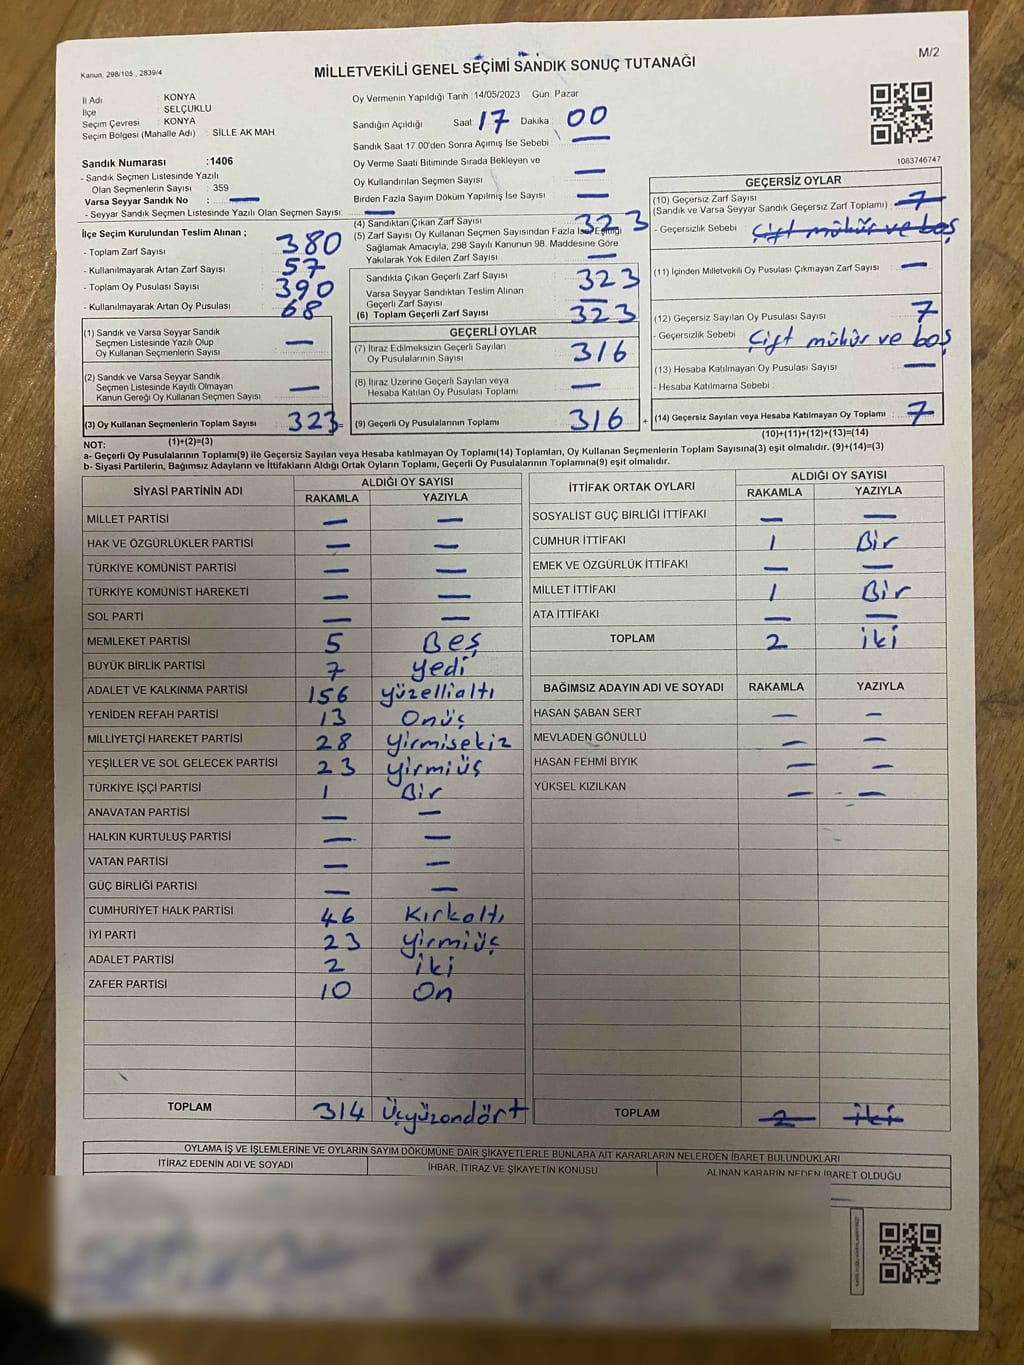 M/2
Kanun, 298/105 , 2839/4
MİLLETVEKİLİ GENEL SEÇİMİ SANDIK SONUÇ TUTANAĞI
İl Adı : KONYA
İlçe : SELÇUKLU
Seçim Çevresi : KONYA
Seçim Bölgesi (Mahalle Adı) : SİLLE AK MAH
Sandık Numarası :1406
- Sandık Seçmen Listesinde Yazılı
Olan Seçmenlerin Sayısı : 359
Varsa Seyyar Sandık No : —
- Seyyar Sandık Seçmen Listesinde Yazılı Olan Seçmen Sayısı: —
Oy Vermenin Yapıldığı Tarih :14/05/2023 Gün: Pazar
Sandığın Açıldığı Saat: 17 Dakika: 00
Sandık Saat 17.00'den Sonra Açılmış İse Sebebi : —
Oy Verme Saati Bitiminde Sırada Bekleyen ve
Oy Kullandırılan Seçmen Sayısı : —
Birden Fazla Sayım Döküm Yapılmış İse Sayısı : —
1083746747
İlçe Seçim Kurulundan Teslim Alınan ;
- Toplam Zarf Sayısı : 380
- Kullanılmayarak Artan Zarf Sayısı : 57
- Toplam Oy Pusulası Sayısı : 390
- Kullanılmayarak Artan Oy Pusulası : 68
(1) Sandık ve Varsa Seyyar Sandık
Seçmen Listesinde Yazılı Olup
Oy Kullanan Seçmenlerin Sayısı : —
(2) Sandık ve Varsa Seyyar Sandık
Seçmen Listesinde Kayıtlı Olmayan
Kanun Gereği Oy Kullanan Seçmen Sayısı : —
(3) Oy Kullanan Seçmenlerin Toplam Sayısı : 323 =
(1)+(2)=(3)
(4) Sandıktan Çıkan Zarf Sayısı : 323
(5) Zarf Sayısı Oy Kullanan Seçmen Sayısından Fazla İse, Eşitliği
Sağlamak Amacıyla, 298 Sayılı Kanunun 98. Maddesine Göre
Yakılarak Yok Edilen Zarf Sayısı : —
Sandıkta Çıkan Geçerli Zarf Sayısı : 323
Varsa Seyyar Sandıktan Teslim Alınan
Geçerli Zarf Sayısı : —
(6) Toplam Geçerli Zarf Sayısı : 323
GEÇERLİ OYLAR
(7) İtiraz Edilmeksizin Geçerli Sayılan
Oy Pusulalarının Sayısı : 316
(8) İtiraz Üzerine Geçerli Sayılan veya
Hesaba Katılan Oy Pusulası Toplamı : —
(9) Geçerli Oy Pusulalarının Toplamı : 316 +
GEÇERSİZ OYLAR
(10) Geçersiz Zarf Sayısı : 7
(Sandık ve Varsa Seyyar Sandık Geçersiz Zarf Toplamı)
- Geçersizlik Sebebi : Çift mühür ve boş
(11) İçinden Milletvekili Oy Pusulası Çıkmayan Zarf Sayısı : —
(12) Geçersiz Sayılan Oy Pusulası Sayısı : 7
- Geçersizlik Sebebi : Çift mühür ve boş
(13) Hesaba Katılmayan Oy Pusulası Sayısı : —
- Hesaba Katılmama Sebebi :
(14) Geçersiz Sayılan veya Hesaba Katılmayan Oy Toplamı : 7
(10)+(11)+(12)+(13)=(14)
NOT:
a- Geçerli Oy Pusulalarının Toplamı(9) ile Geçersiz Sayılan veya Hesaba katılmayan Oy Toplamı(14) Toplamları, Oy Kullanan Seçmenlerin Toplam Sayısına(3) eşit olmalıdır. (9)+(14)=(3)
b- Siyasi Partilerin, Bağımsız Adayların ve İttifakların Aldığı Ortak Oyların Toplamı, Geçerli Oy Pusulalarının Toplamına(9) eşit olmalıdır.
SİYASİ PARTİNİN ADI ALDIĞI OY SAYISI
RAKAMLA YAZIYLA
MİLLET PARTİSİ — —
HAK VE ÖZGÜRLÜKLER PARTİSİ — —
TÜRKİYE KOMÜNİST PARTİSİ — —
TÜRKİYE KOMÜNİST HAREKETİ — —
SOL PARTİ — —
MEMLEKET PARTİSİ 5 Beş
BÜYÜK BİRLİK PARTİSİ 7 yedi
ADALET VE KALKINMA PARTİSİ 156 yüzellialtı
YENİDEN REFAH PARTİSİ 13 Onüç
MİLLİYETÇİ HAREKET PARTİSİ 28 Yirmisekiz
YEŞİLLER VE SOL GELECEK PARTİSİ 23 Yirmiüç
TÜRKİYE İŞÇİ PARTİSİ 1 Bir
ANAVATAN PARTİSİ — —
HALKIN KURTULUŞ PARTİSİ — —
VATAN PARTİSİ — —
GÜÇ BİRLİĞİ PARTİSİ — —
CUMHURİYET HALK PARTİSİ 46 Kırkaltı
İYİ PARTİ 23 Yirmiüç
ADALET PARTİSİ 2 iki
ZAFER PARTİSİ 10 On
TOPLAM 314 Üçyüzondört
İTTİFAK ORTAK OYLARI ALDIĞI OY SAYISI
RAKAMLA YAZIYLA
SOSYALİST GÜÇ BİRLİĞİ İTTİFAKI — —
CUMHUR İTTİFAKI 1 Bir
EMEK VE ÖZGÜRLÜK İTTİFAKI — —
MİLLET İTTİFAKI 1 Bir
ATA İTTİFAKI — —
TOPLAM 2 iki
BAĞIMSIZ ADAYIN ADI VE SOYADI RAKAMLA YAZIYLA
HASAN ŞABAN SERT — —
MEVLADEN GÖNÜLLÜ — —
HASAN FEHMİ BIYIK — —
YÜKSEL KIZILKAN — —
TOPLAM 2 iki
OYLAMA İŞ VE İŞLEMLERİNE VE OYLARIN SAYIM DÖKÜMÜNE DAİR ŞİKAYETLERLE BUNLARA AİT KARARLARIN NELERDEN İBARET BULUNDUKLARI
İTİRAZ EDENİN ADI VE SOYADI İHBAR, İTİRAZ VE ŞİKAYETİN KONUSU ALINAN KARARIN NEDEN İBARET OLDUĞU